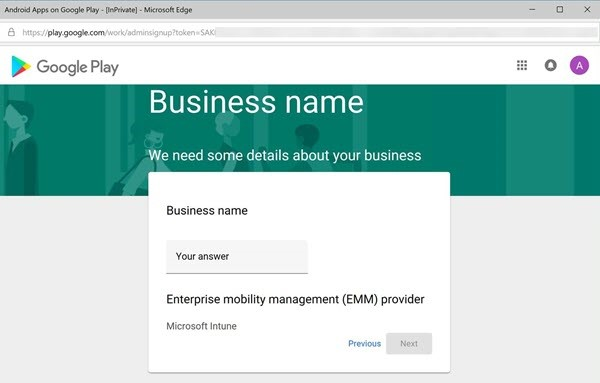 Android Apps on Google Play - [InPrivate] - Microsoft Edge
https://play.google.com/work/adminsignup?token=SAK
Google Play
A
Business name
We need some details about your business
Business name
Your answer
Enterprise mobility management (EMM) provider
Microsoft Intune
Previous Next